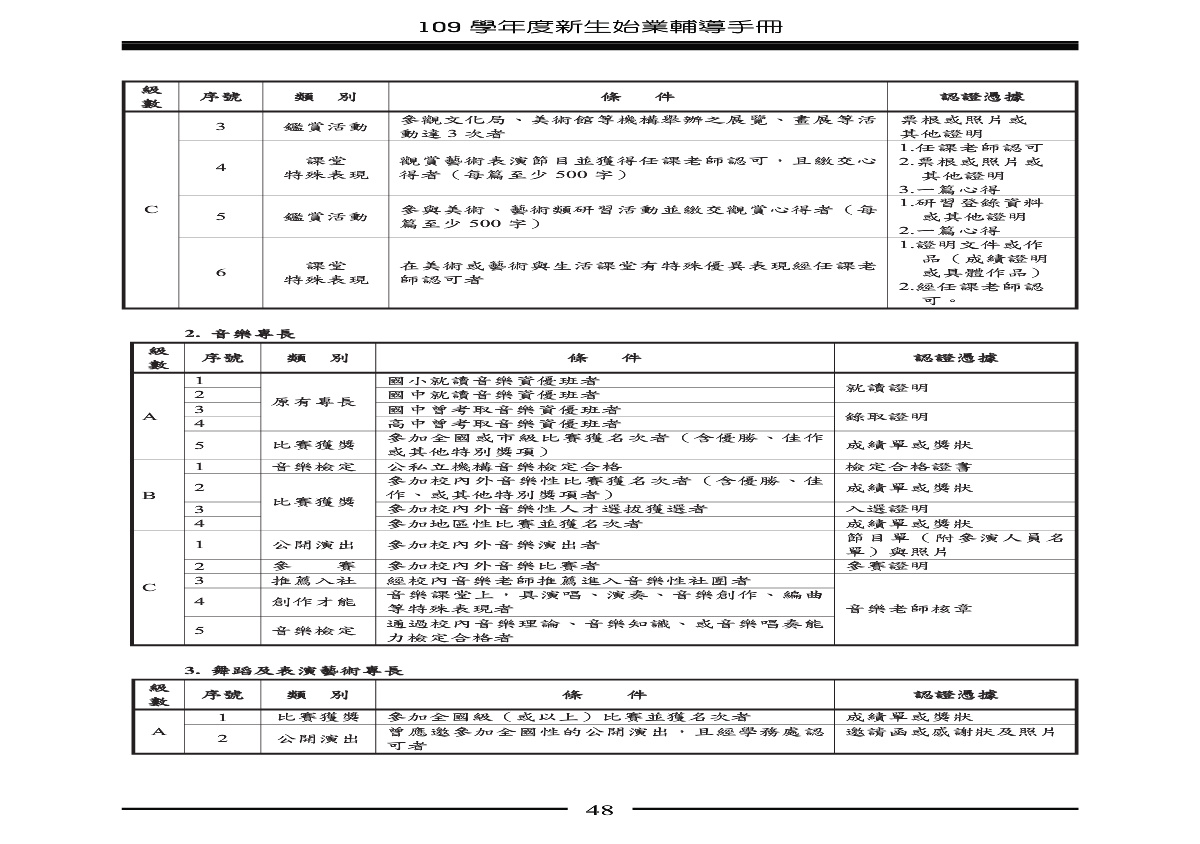 109 學年度新生始業輔導手冊
級數 序號 類 別 條 件 認證憑據
C
3 鑑賞活動 參觀文化局、美術館等機構舉辦之展覽、畫展等活
動達 3 次者
票根或照片或
其他證明
4 課堂
特殊表現
觀賞藝術表演節目並獲得任課老師認可，且繳交心
得者（每篇至少 500 字）
1.任課老師認可
2.票根或照片或
其他證明
3.一篇心得
5 鑑賞活動 參與美術、藝術類研習活動並繳交觀賞心得者（每
篇至少 500 字）
1.研習登錄資料
或其他證明
2.一篇心得
6 課堂
特殊表現
在美術或藝術與生活課堂有特殊優異表現經任課老
師認可者
1.證明文件或作
品（成績證明
或具體作品）
2.經任課老師認
可。
2. 音樂專長
級數 序號 類 別 條 件 認證憑據
A
1 原有專長 國小就讀音樂資優班者 就讀證明
2 國中就讀音樂資優班者
3 國中曾考取音樂資優班者 錄取證明
4 高中曾考取音樂資優班者
5 比賽獲獎 參加全國或市級比賽獲名次者（含優勝、佳作
或其他特別獎項） 成績單或獎狀
B
1 音樂檢定 公私立機構音樂檢定合格 檢定合格證書
2 比賽獲獎 參加校內外音樂性比賽獲名次者（含優勝、佳
作、或其他特別獎項者） 成績單或獎狀
3 參加校內外音樂性人才選拔獲選者 入選證明
4 參加地區性比賽並獲名次者 成績單或獎狀
C
1 公開演出 參加校內外音樂演出者 節目單（附參演人員名
單）與照片
2 參 賽 參加校內外音樂比賽者 參賽證明
3 推薦入社 經校內音樂老師推薦進入音樂性社團者 音樂老師核章
4 創作才能 音樂課堂上，具演唱、演奏、音樂創作、編曲
等特殊表現者
5 音樂檢定 通過校內音樂理論、音樂知識、或音樂唱奏能
力檢定合格者
3. 舞蹈及表演藝術專長
級數 序號 類 別 條 件 認證憑據
A
1 比賽獲獎 參加全國級（或以上）比賽並獲名次者 成績單或獎狀
2 公開演出 曾應邀參加全國性的公開演出，且經學務處認
可者 邀請函或感謝狀及照片
48